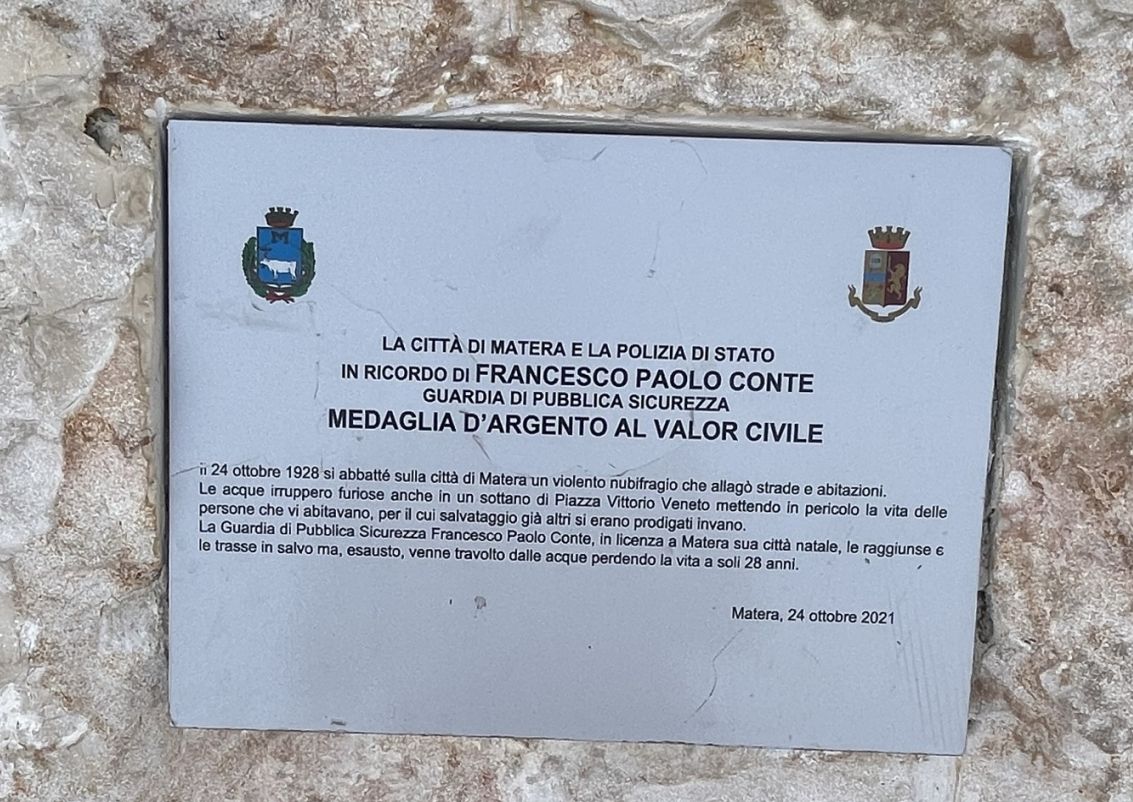 M
LA CITTÀ DI MATERA E LA POLIZIA DI STATO
IN RICORDO DI FRANCESCO PAOLO CONTE
GUARDIA DI PUBBLICA SICUREZZA
MEDAGLIA D'ARGENTO AL VALOR CIVILE
Il 24 ottobre 1928 si abbatté sulla città di Matera un violento nubifragio che allagò strade e abitazioni.
Le acque irruppero furiose anche in un sottano di Piazza Vittorio Veneto mettendo in pericolo la vita delle
persone che vi abitavano, per il cui salvataggio già altri si erano prodigati invano.
La Guardia di Pubblica Sicurezza Francesco Paolo Conte, in licenza a Matera sua città natale, le raggiunse e
le trasse in salvo ma, esausto, venne travolto dalle acque perdendo la vita a soli 28 anni.
Matera, 24 ottobre 2021